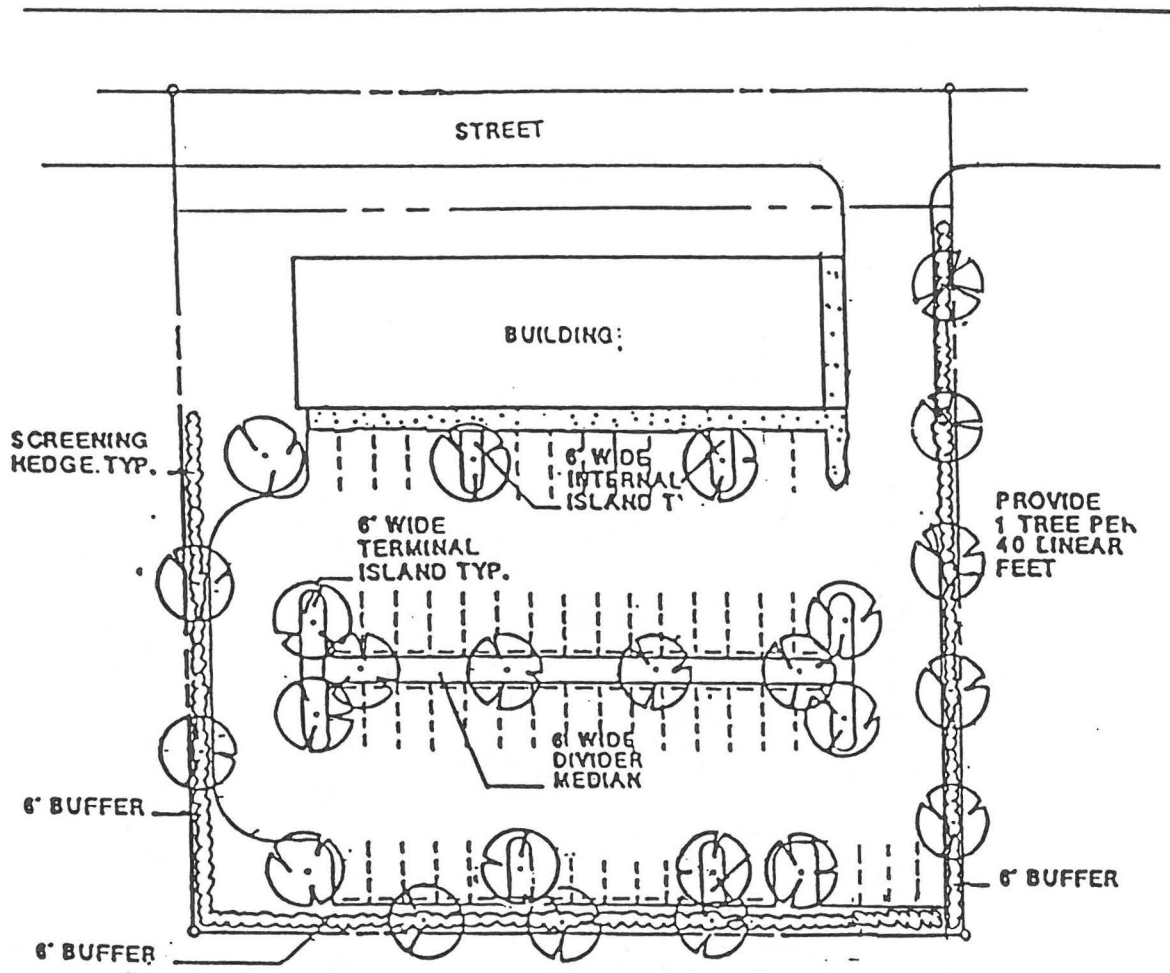 STREET
BUILDING:
SCREENING
HEDGE. TYP.
6' WIDE
INTERNAL
ISLAND T
6' WIDE
TERMINAL
ISLAND TYP.
PROVIDE
1 TREE PER
40 LINEAR
FEET
6' WIDE
DIVIDER
MEDIAN
6' BUFFER
6' BUFFER
6' BUFFER